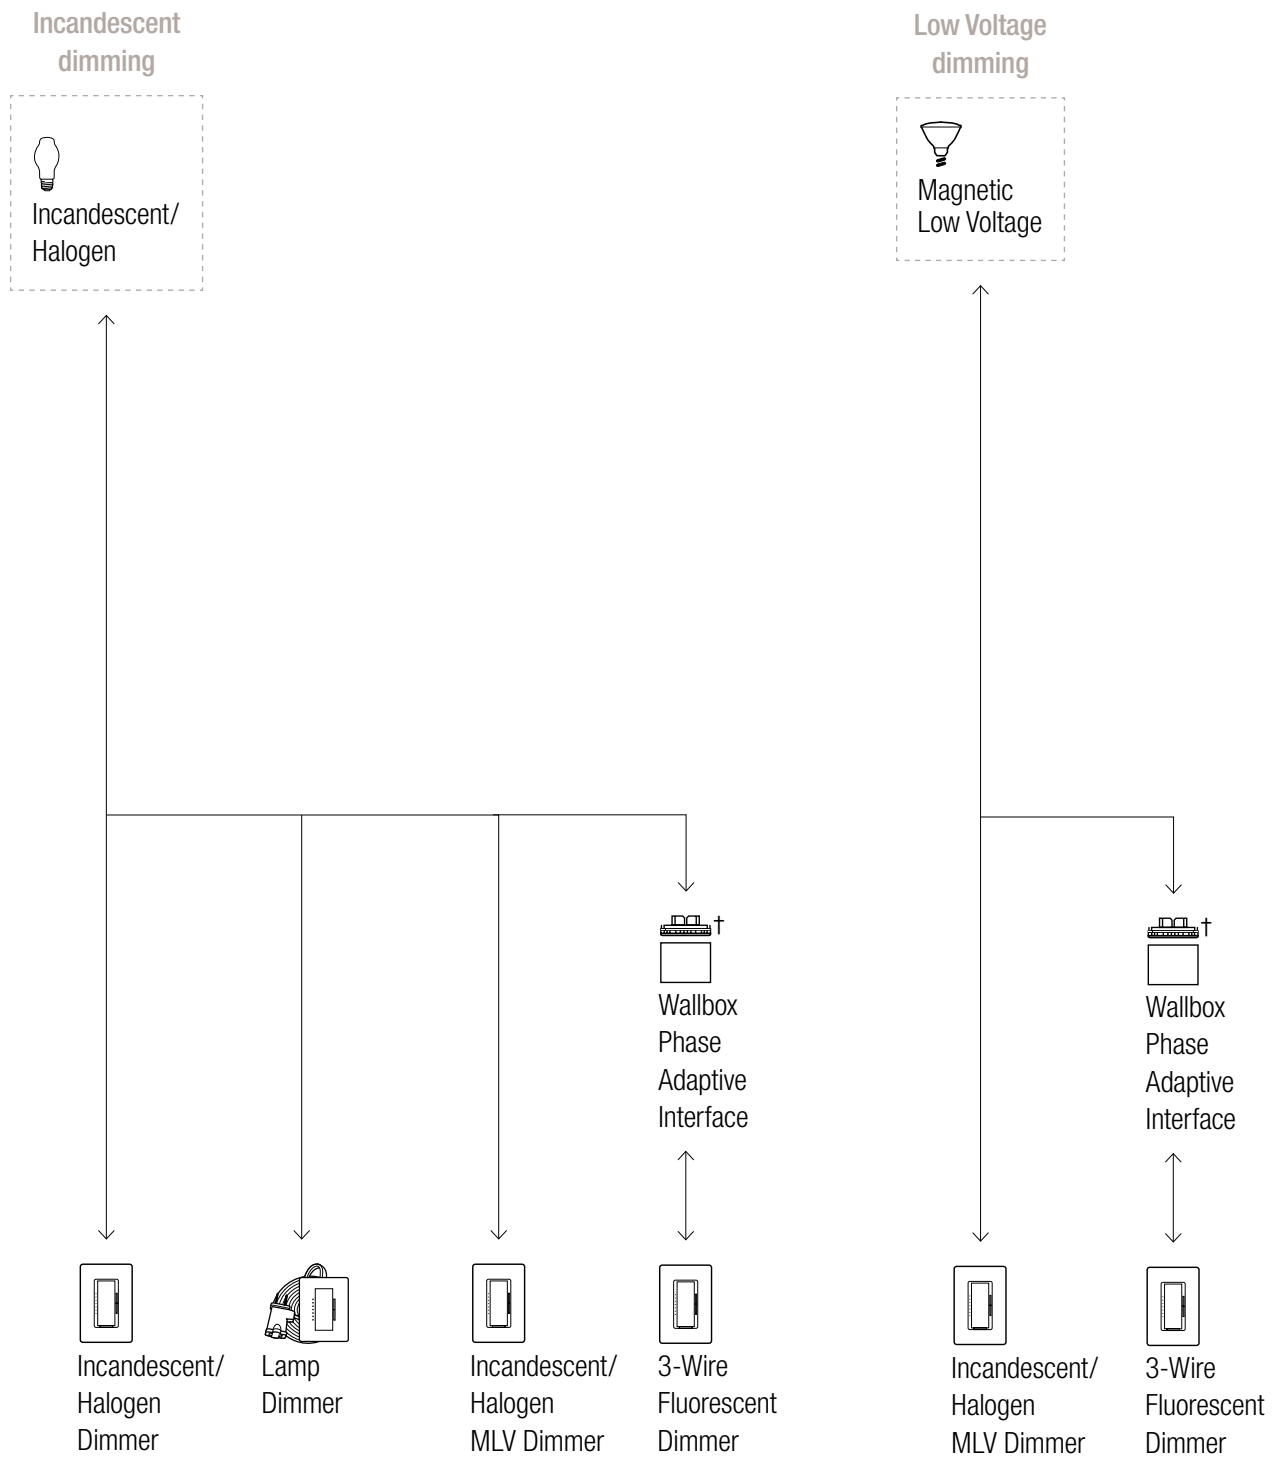 Incandescent
dimming
Low Voltage
dimming
Incandescent/
Halogen
Magnetic
Low Voltage
†
Wallbox
Phase
Adaptive
Interface
†
Wallbox
Phase
Adaptive
Interface
Incandescent/
Halogen
Dimmer
Lamp
Dimmer
Incandescent/
Halogen
MLV Dimmer
3-Wire
Fluorescent
Dimmer
Incandescent/
Halogen
MLV Dimmer
3-Wire
Fluorescent
Dimmer